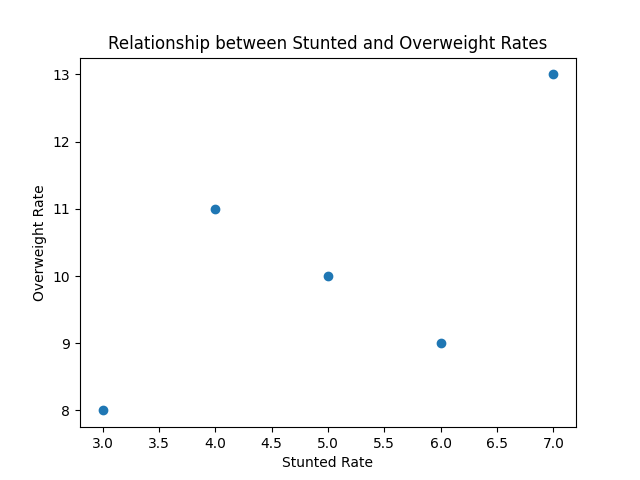 Relationship between Stunted and Overweight Rates
13
12
11
10
9
8
Overweight Rate
3.0 3.5 4.0 4.5 5.0 5.5 6.0 6.5 7.0
Stunted Rate